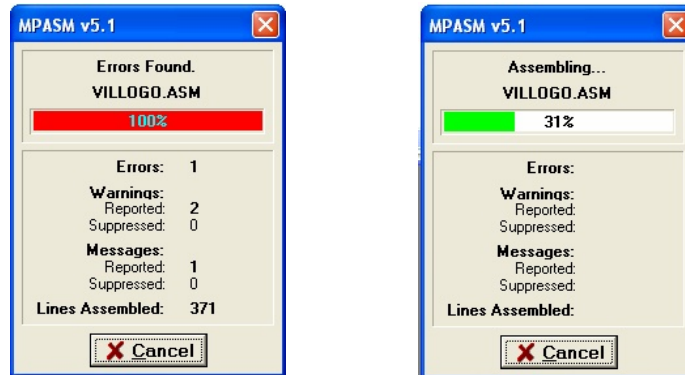 MPASM v5.1
Errors Found.
VILLOGO.ASM
100%
Errors: 1
Warnings:
Reported: 2
Suppressed: 0
Messages:
Reported: 1
Suppressed: 0
Lines Assembled: 371
Cancel
MPASM v5.1
Assembling...
VILLOGO.ASM
31%
Errors:
Warnings:
Reported:
Suppressed:
Messages:
Reported:
Suppressed:
Lines Assembled:
Cancel